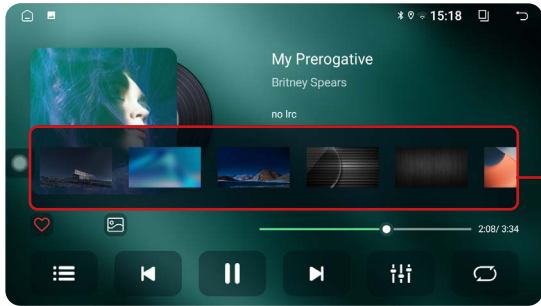 15:18
My Prerogative
Britney Spears
no lrc
2:08/ 3:34